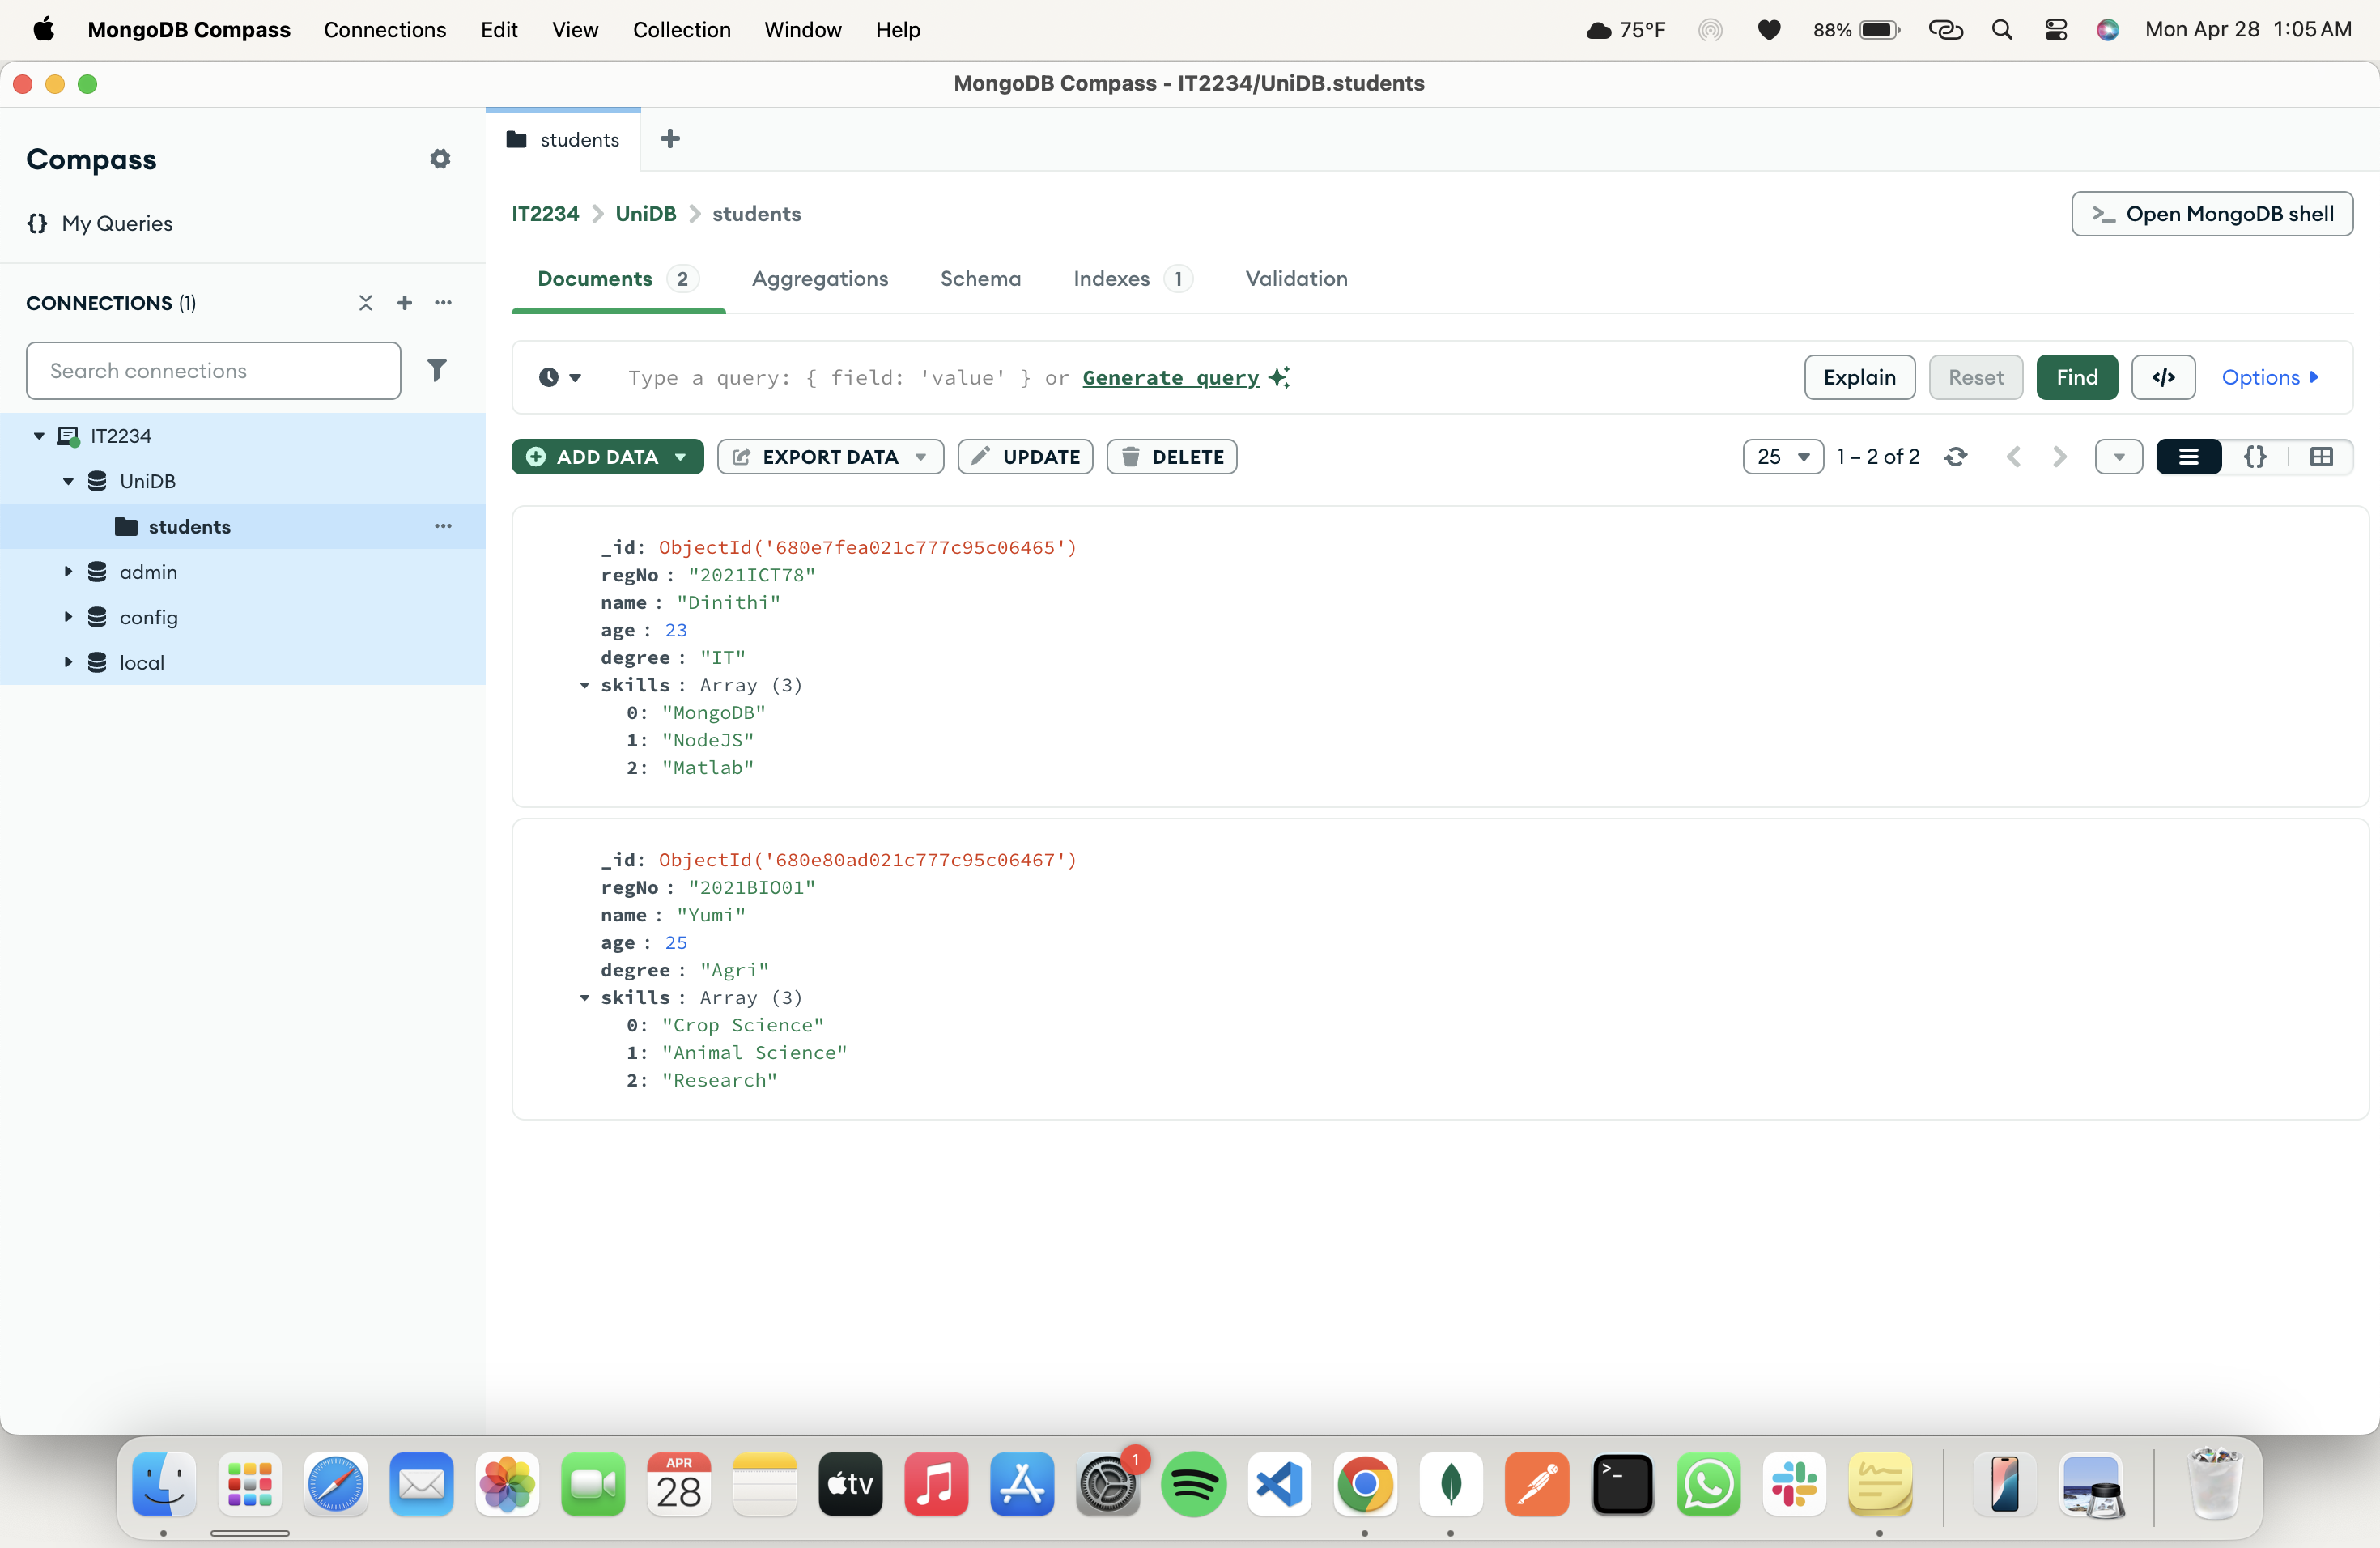 MongoDB Compass Connections Edit View Collection Window Help 75°F 88% Mon Apr 28 1:05 AM
MongoDB Compass - IT2234/UniDB.students
Compass
{} My Queries
CONNECTIONS (1)
Search connections
IT2234
UniDB
students
admin
config
local
students
IT2234 > UniDB > students
>_ Open MongoDB shell
Documents 2 Aggregations Schema Indexes 1 Validation
Type a query: { field: 'value' } or Generate query
Explain Reset Find </> Options
ADD DATA EXPORT DATA UPDATE DELETE 25 1 – 2 of 2 {}
_id: ObjectId('680e7fea021c777c95c06465')
regNo : "2021ICT78"
name : "Dinithi"
age : 23
degree : "IT"
skills : Array (3)
0: "MongoDB"
1: "NodeJS"
2: "Matlab"
_id: ObjectId('680e80ad021c777c95c06467')
regNo : "2021BIO01"
name : "Yumi"
age : 25
degree : "Agri"
skills : Array (3)
0: "Crop Science"
1: "Animal Science"
2: "Research"
APR
28
tv
1
>_